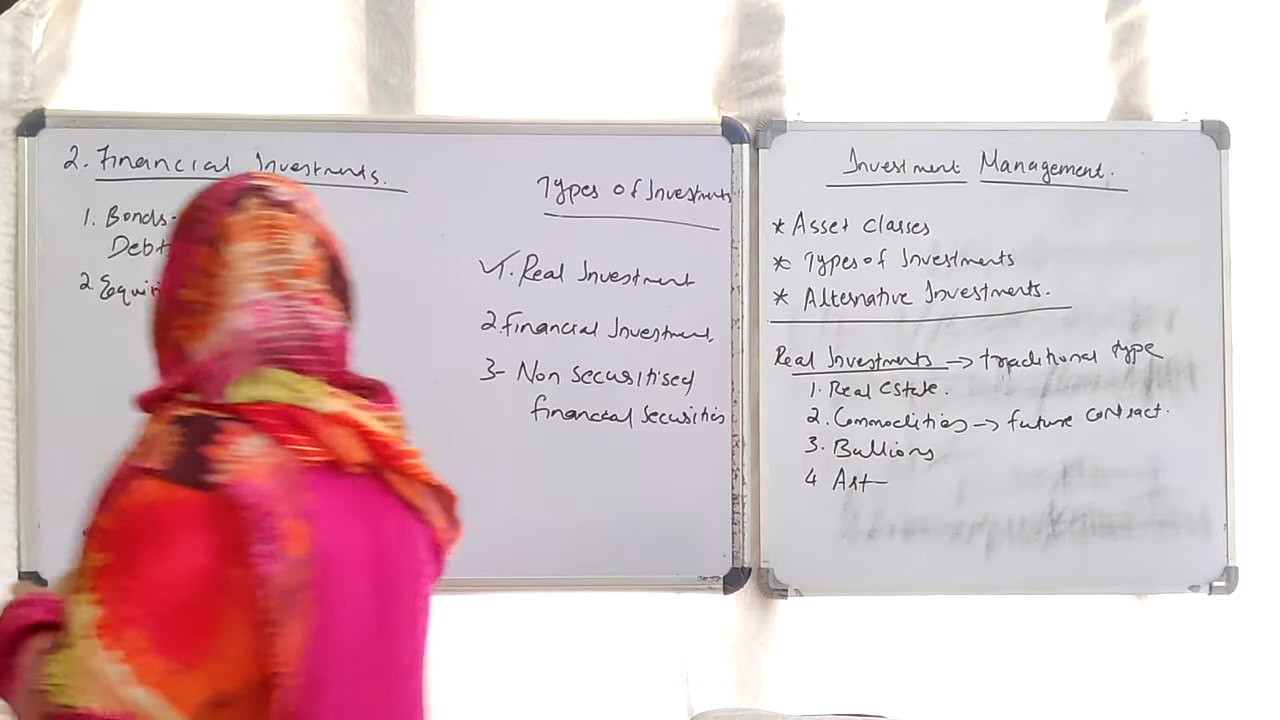 2. Financial Investments.
1. Bonds-
Debt
2. Equiti
Types of Investments
✓1. Real Investment
2. Financial Investment,
3- Non Securitised
financial Securities
Investment Management.
* Asset Classes
* Types of Investments
* Alternative Investments.
Real Investments → traditional type
1. Real Estate.
2. Commodities → future contract.
3. Bullions
4 Art